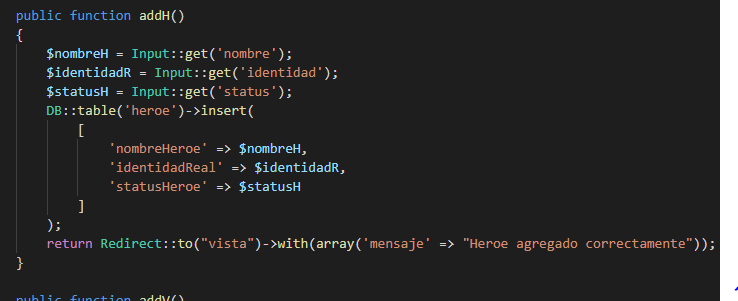 public function addH()
{
$nombreH = Input::get('nombre');
$identidadR = Input::get('identidad');
$statusH = Input::get('status');
DB::table('heroe')->insert(
[
'nombreHeroe' => $nombreH,
'identidadReal' => $identidadR,
'statusHeroe' => $statusH
]
);
return Redirect::to("vista")->with(array('mensaje' => "Heroe agregado correctamente"));
}
public function addV()